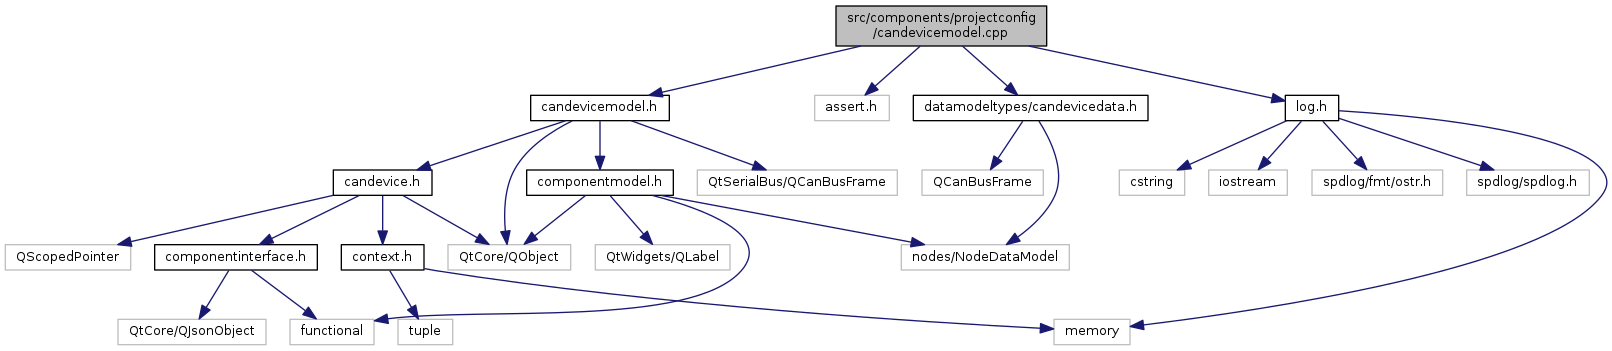 src/components/projectconfig
/candevicemodel.cpp
candevicemodel.h
assert.h
datamodeltypes/candevicedata.h
log.h
candevice.h
componentmodel.h
QtSerialBus/QCanBusFrame
QCanBusFrame
cstring
iostream
spdlog/fmt/ostr.h
spdlog/spdlog.h
QScopedPointer
componentinterface.h
context.h
QtCore/QObject
QtWidgets/QLabel
nodes/NodeDataModel
QtCore/QJsonObject
functional
tuple
memory